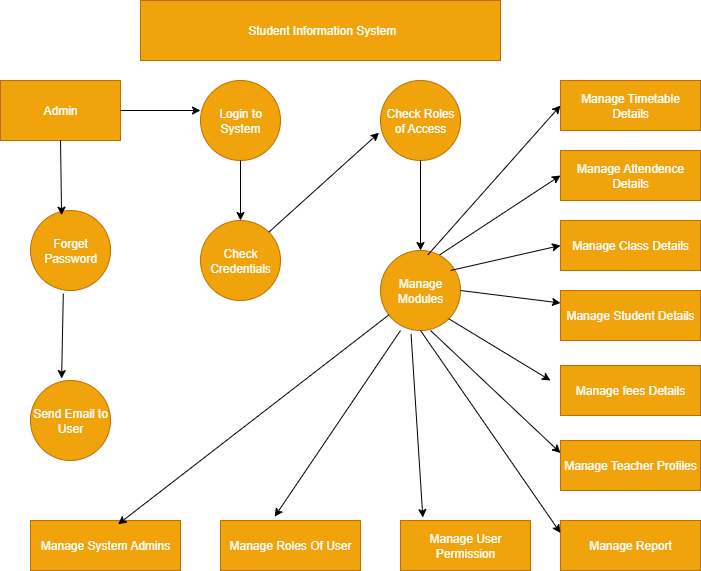 Student Information System
Admin
Login to
System
Check Roles
of Access
Manage Timetable
Details
Manage Attendence
Details
Forget
Password
Check
Credentials
Manage Class Details
Manage
Modules
Manage Student Details
Manage fees Details
Send Email to
User
Manage Teacher Profiles
Manage System Admins
Manage Roles Of User
Manage User
Permission
Manage Report